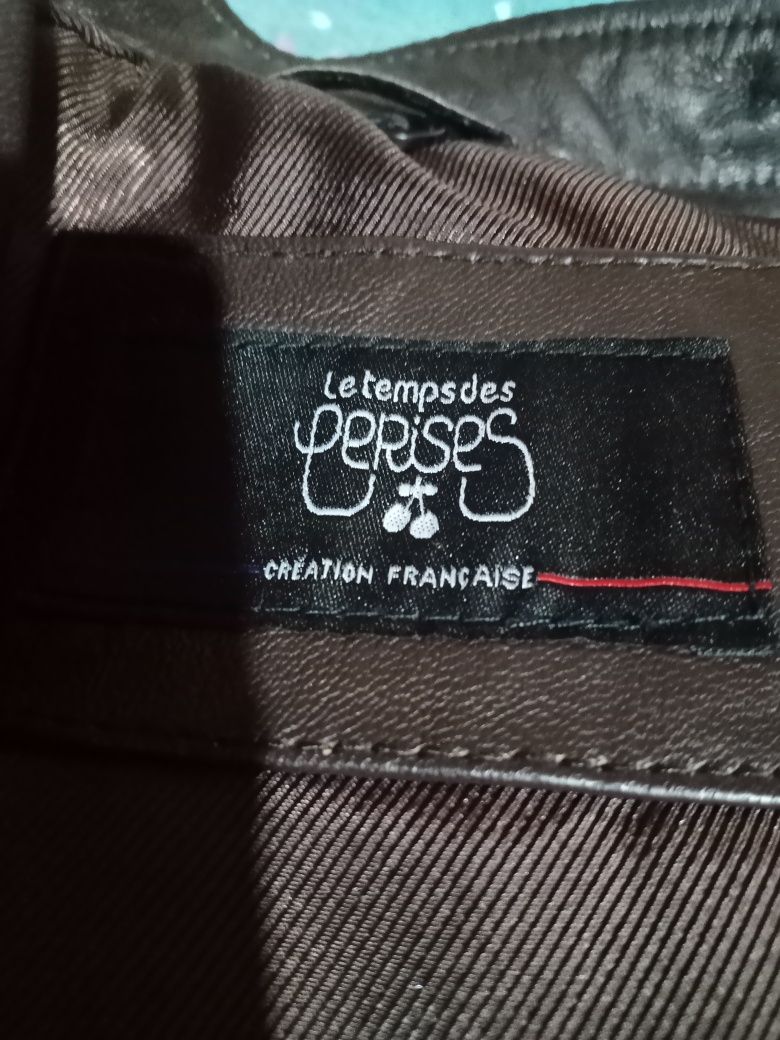 Le temps des
CERiSES
CRÉATION FRANÇAISE